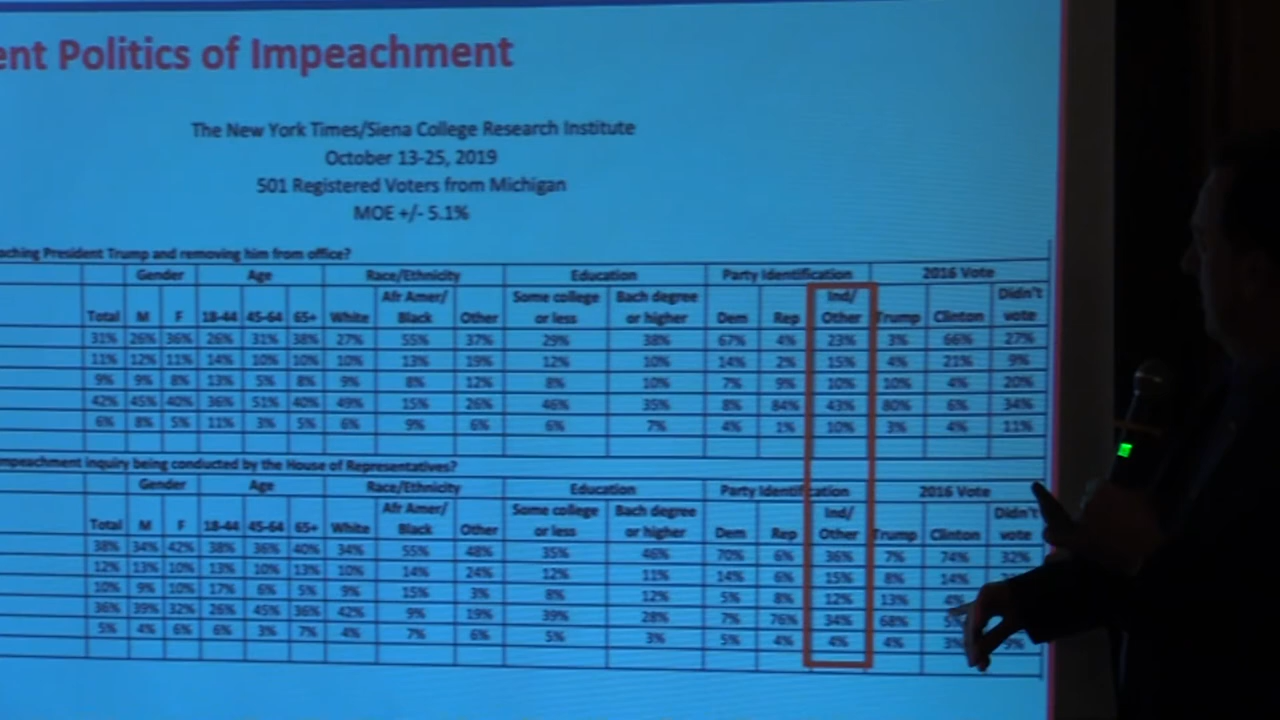 ent Politics of Impeachment
The New York Times/Siena College Research Institute
October 13-25, 2019
501 Registered Voters from Michigan
MOE +/- 5.1%
aching President Trump and removing him from office?
Gender Age Race/Ethnicity Education Party Identification 2016 Vote
Afr Amer/ Some college Bach degree Ind/ Didn't
Total M F 18-44 45-64 65+ White Black Other or less or higher Dem Rep Other Trump Clinton vote
31% 26% 36% 26% 31% 38% 27% 55% 37% 29% 38% 67% 4% 23% 3% 66% 27%
11% 12% 11% 14% 10% 10% 10% 13% 19% 12% 10% 14% 2% 15% 4% 21% 9%
9% 9% 8% 13% 5% 8% 9% 8% 12% 8% 10% 7% 9% 10% 10% 4% 20%
42% 45% 40% 36% 51% 40% 49% 15% 26% 46% 35% 8% 84% 43% 80% 6% 34%
6% 8% 5% 11% 3% 5% 6% 9% 6% 6% 7% 4% 1% 10% 3% 4% 11%
mpeachment inquiry being conducted by the House of Representatives?
Gender Age Race/Ethnicity Education Party Identification 2016 Vote
Afr Amer/ Some college Bach degree Ind/ Didn't
Total M F 18-44 45-64 65+ White Black Other or less or higher Dem Rep Other Trump Clinton vote
38% 34% 42% 38% 36% 40% 34% 55% 48% 35% 46% 70% 6% 36% 7% 74% 32%
12% 13% 10% 13% 10% 13% 10% 14% 24% 12% 11% 14% 6% 15% 8% 14%
10% 9% 10% 17% 6% 5% 9% 15% 3% 8% 12% 5% 8% 12% 13% 4%
36% 39% 32% 26% 45% 36% 42% 9% 19% 39% 28% 7% 76% 34% 68%
5% 4% 6% 6% 3% 7% 4% 7% 6% 5% 3% 5% 4% 4% 4% 3%